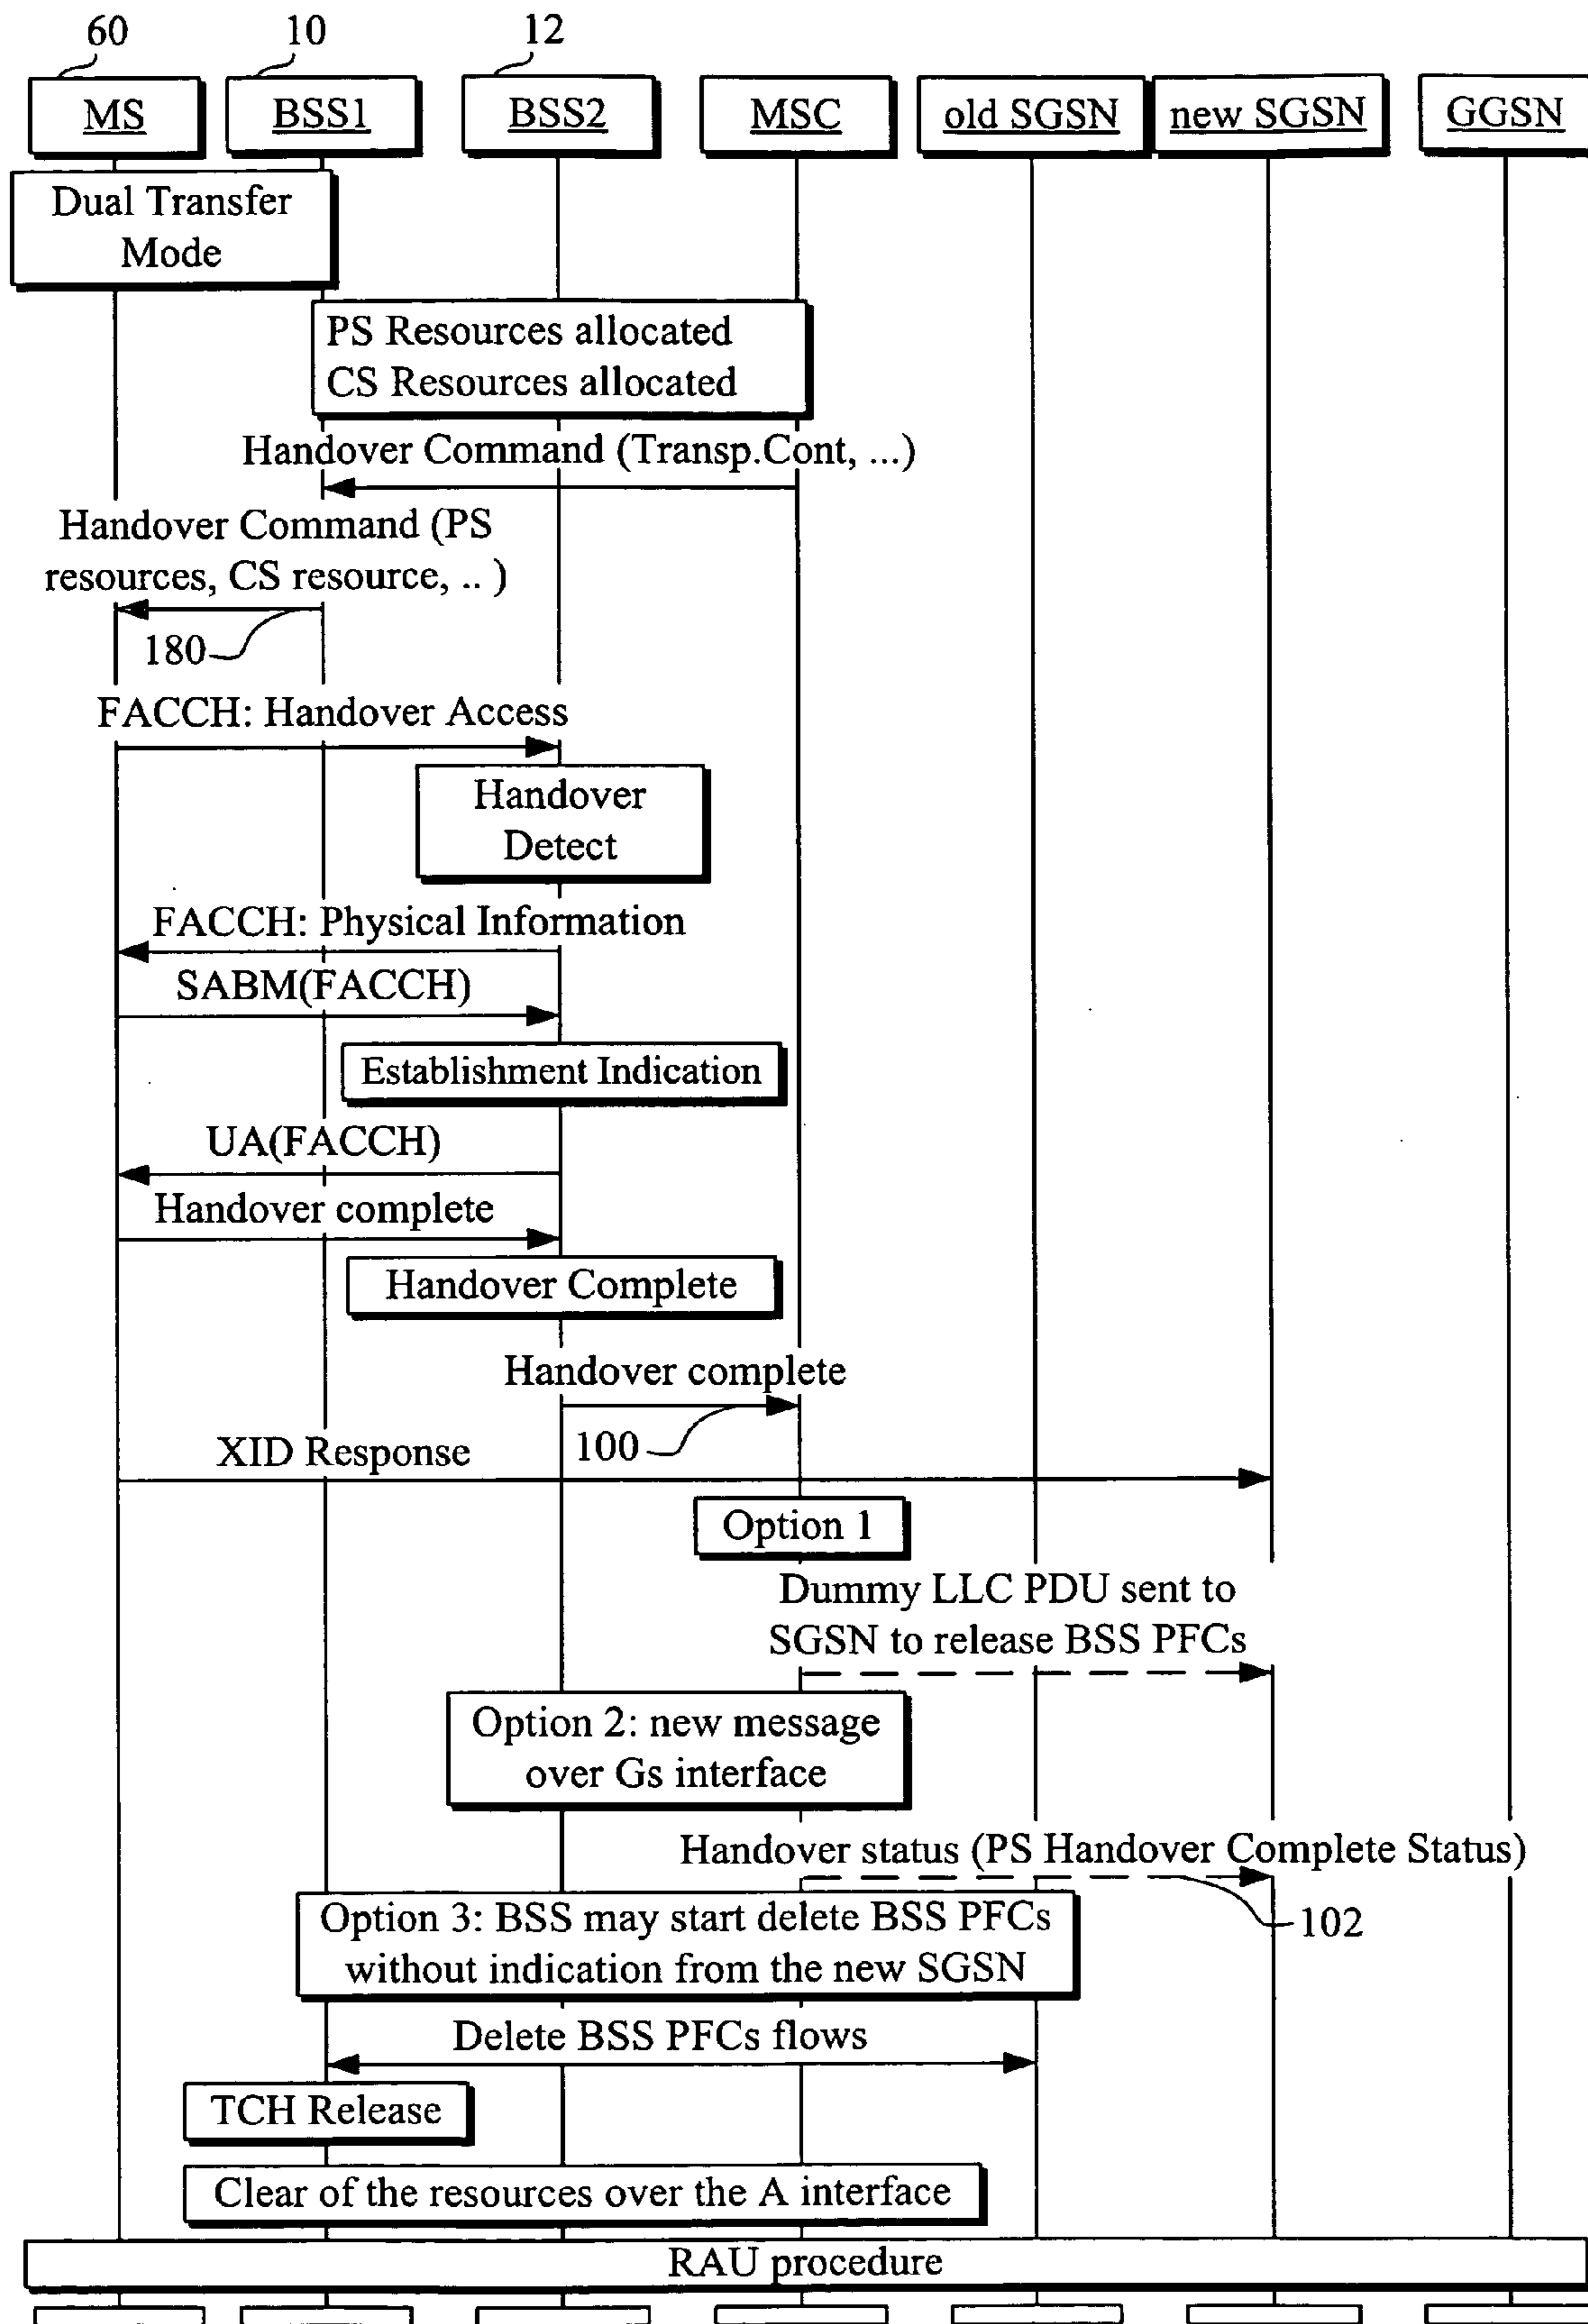 60 10 12
MS BSS1 BSS2 MSC old SGSN new SGSN GGSN
Dual Transfer
Mode
PS Resources allocated
CS Resources allocated
Handover Command (Transp.Cont, ...)
Handover Command (PS
resources, CS resource, .. )
180
FACCH: Handover Access
Handover
Detect
FACCH: Physical Information
SABM(FACCH)
Establishment Indication
UA(FACCH)
Handover complete
Handover Complete
Handover complete
100
XID Response
Option 1
Dummy LLC PDU sent to
SGSN to release BSS PFCs
Option 2: new message
over Gs interface
Handover status (PS Handover Complete Status)
102
Option 3: BSS may start delete BSS PFCs
without indication from the new SGSN
Delete BSS PFCs flows
TCH Release
Clear of the resources over the A interface
RAU procedure